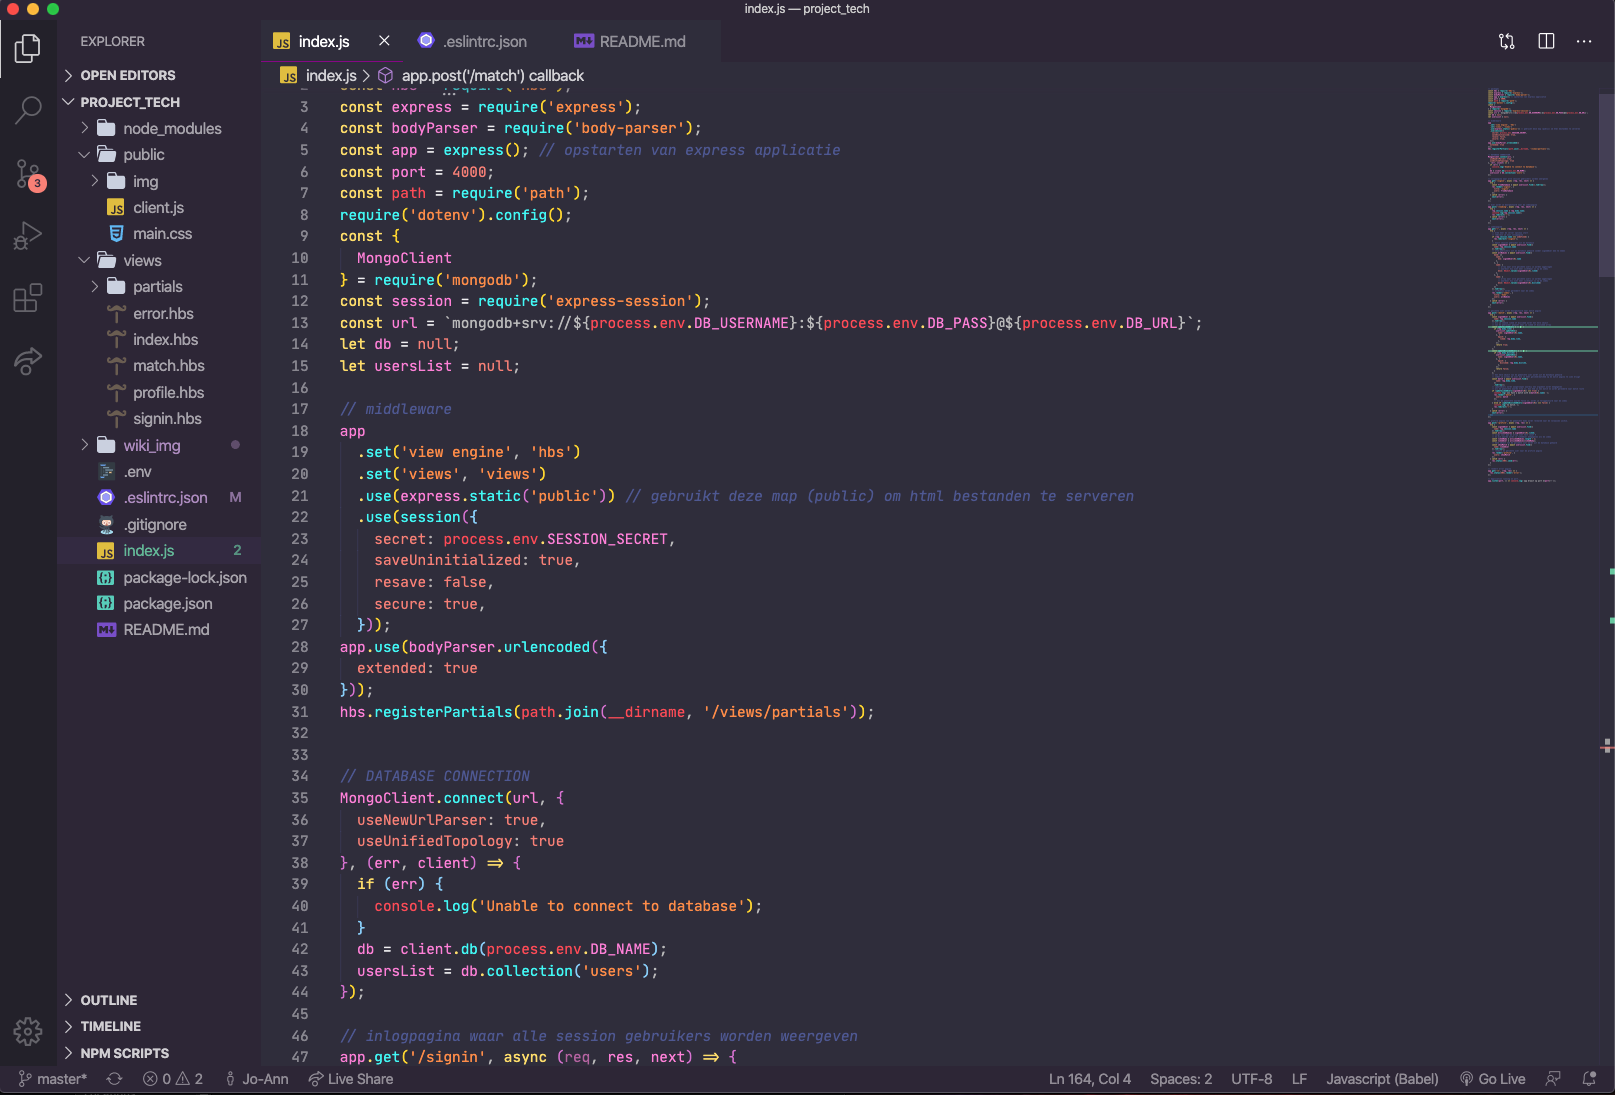 index.js — project_tech
EXPLORER
OPEN EDITORS
PROJECT_TECH
node_modules
public
img
client.js
main.css
views
partials
error.hbs
index.hbs
match.hbs
profile.hbs
signin.hbs
wiki_img
.env
.eslintrc.json M
.gitignore
index.js 2
package-lock.json
package.json
README.md
OUTLINE
TIMELINE
NPM SCRIPTS
3
index.js .eslintrc.json README.md
index.js > app.post('/match') callback
3 const express = require('express');
4 const bodyParser = require('body-parser');
5 const app = express(); // opstarten van express applicatie
6 const port = 4000;
7 const path = require('path');
8 require('dotenv').config();
9 const {
10 MongoClient
11 } = require('mongodb');
12 const session = require('express-session');
13 const url = `mongodb+srv://${process.env.DB_USERNAME}:${process.env.DB_PASS}@${process.env.DB_URL}`;
14 let db = null;
15 let usersList = null;
16
17 // middleware
18 app
19 .set('view engine', 'hbs')
20 .set('views', 'views')
21 .use(express.static('public')) // gebruikt deze map (public) om html bestanden te serveren
22 .use(session({
23 secret: process.env.SESSION_SECRET,
24 saveUninitialized: true,
25 resave: false,
26 secure: true,
27 }));
28 app.use(bodyParser.urlencoded({
29 extended: true
30 }));
31 hbs.registerPartials(path.join(__dirname, '/views/partials'));
32
33
34 // DATABASE CONNECTION
35 MongoClient.connect(url, {
36 useNewUrlParser: true,
37 useUnifiedTopology: true
38 }, (err, client) => {
39 if (err) {
40 console.log('Unable to connect to database');
41 }
42 db = client.db(process.env.DB_NAME);
43 usersList = db.collection('users');
44 });
45
46 // inlogpagina waar alle session gebruikers worden weergeven
47 app.get('/signin', async (req, res, next) => {
master* 0 2 Jo-Ann Live Share Ln 164, Col 4 Spaces: 2 UTF-8 LF Javascript (Babel) Go Live